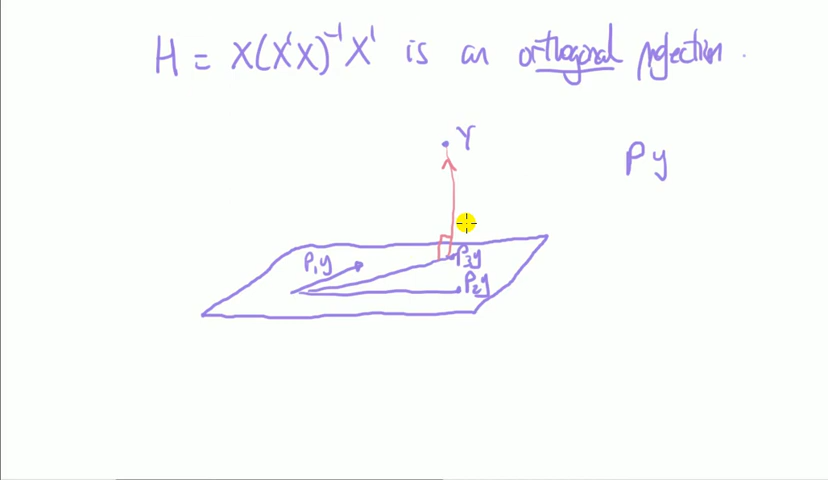 H = X(X'X)⁻¹X' is an orthogonal projection.
Y
Py
P₁y
P₃y
P₂y